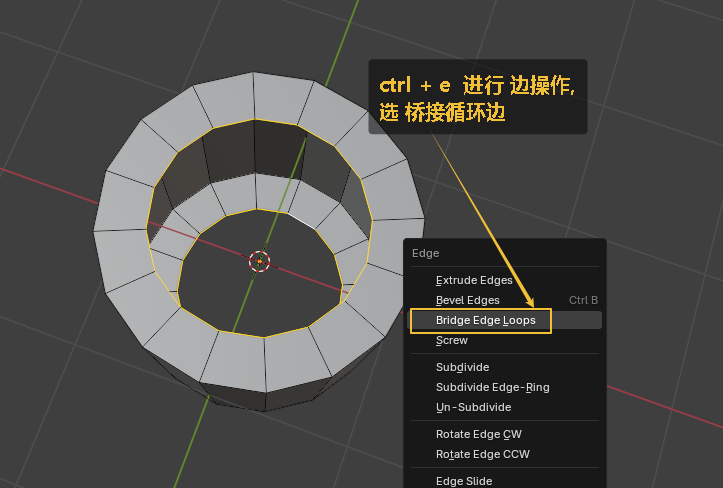 ctrl + e 进行 边操作,
选 桥接循环边
Edge
Extrude Edges
Bevel Edges Ctrl B
Bridge Edge Loops
Screw
Subdivide
Subdivide Edge-Ring
Un-Subdivide
Rotate Edge CW
Rotate Edge CCW
Edge Slide